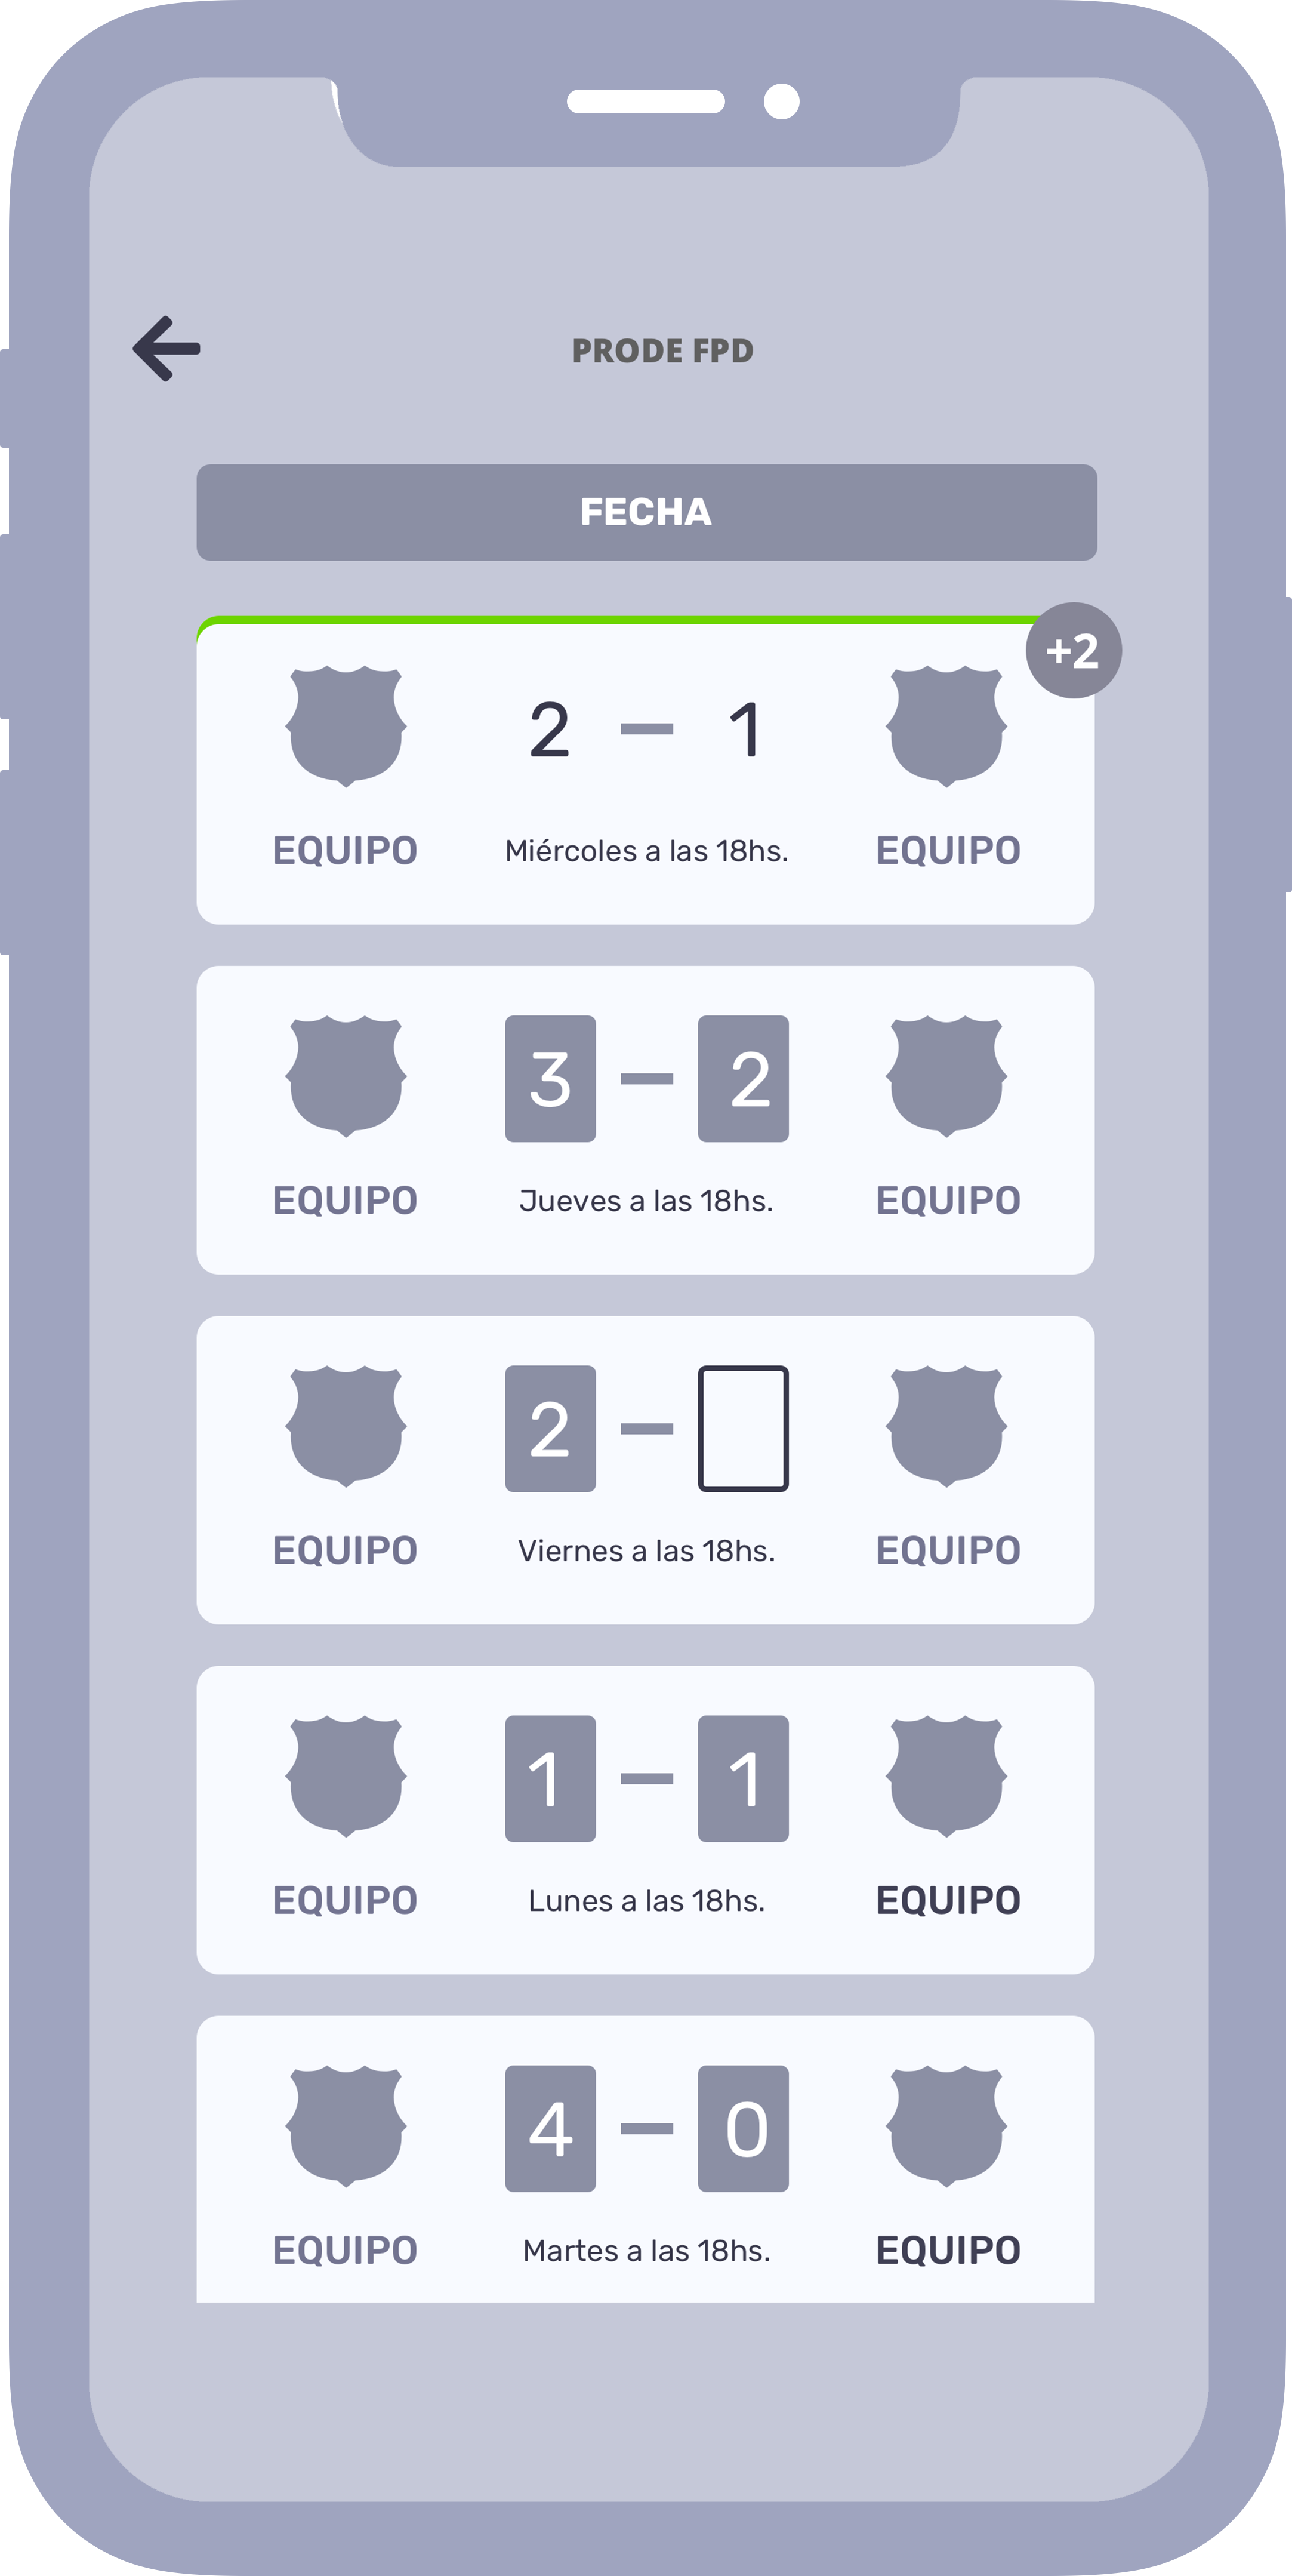 PRODE FPD
FECHA
+2
2 – 1
EQUIPO Miércoles a las 18hs. EQUIPO
3 – 2
EQUIPO Jueves a las 18hs. EQUIPO
2 –
EQUIPO Viernes a las 18hs. EQUIPO
1 – 1
EQUIPO Lunes a las 18hs. EQUIPO
4 – 0
EQUIPO Martes a las 18hs. EQUIPO